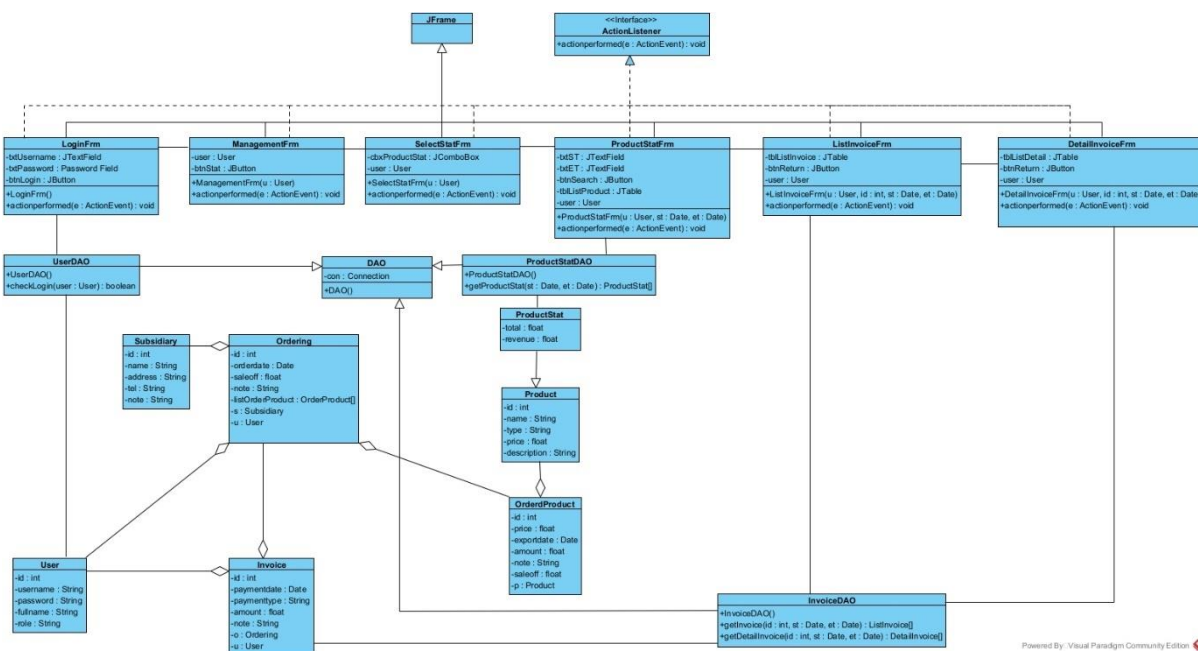 JFrame
<<Interface>>
ActionListener
+actionperformed(e : ActionEvent) : void
LoginFrm
-txtUsername : JTextField
-txtPassword : Password Field
-btnLogin : JButton
+LoginFrm()
+actionperformed(e : ActionEvent) : void
ManagementFrm
-user : User
-btnStat : JButton
+ManagementFrm(u : User)
+actionperformed(e : ActionEvent) : void
SelectStatFrm
-cbxProductStat : JComboBox
-user : User
+SelectStatFrm(u : User)
+actionperformed(e : ActionEvent) : void
ProductStatFrm
-txtST : JTextField
-txtET : JTextField
-btnSearch : JButton
-tblListProduct : JTable
-user : User
+ProductStatFrm(u : User, st : Date, et : Date)
+actionperformed(e : ActionEvent) : void
ListInvoiceFrm
-tblListInvoice : JTable
-btnReturn : JButton
-user : User
+ListInvoiceFrm(u : User, id : int, st : Date, et : Date)
+actionperformed(e : ActionEvent) : void
DetailInvoiceFrm
-tblListDetail : JTable
-btnReturn : JButton
-user : User
+DetailInvoiceFrm(u : User, id : int, st : Date, et : Date)
+actionperformed(e : ActionEvent) : void
UserDAO
+UserDAO()
+checkLogin(user : User) : boolean
DAO
-con : Connection
+DAO()
ProductStatDAO
+ProductStatDAO()
+getProductStat(st : Date, et : Date) : ProductStat[]
ProductStat
-total : float
-revenue : float
Subsidiary
-id : int
-name : String
-address : String
-tel : String
-note : String
Ordering
-id : int
-orderdate : Date
-saleoff : float
-note : String
-listOrderProduct : OrderProduct[]
-s : Subsidiary
-u : User
Product
-id : int
-name : String
-type : String
-price : float
-description : String
OrderdProduct
-id : int
-price : float
-exportdate : Date
-amount : float
-note : String
-saleoff : float
-p : Product
User
-id : int
-username : String
-password : String
-fullname : String
-role : String
Invoice
-id : int
-paymentdate : Date
-paymenttype : String
-amount : float
-note : String
-o : Ordering
-u : User
InvoiceDAO
+InvoiceDAO()
+getInvoice(id : int, st : Date, et : Date) : ListInvoice[]
+getDetailInvoice(id : int, st : Date, et : Date) : DetailInvoice[]
Powered By: Visual Paradigm Community Edition